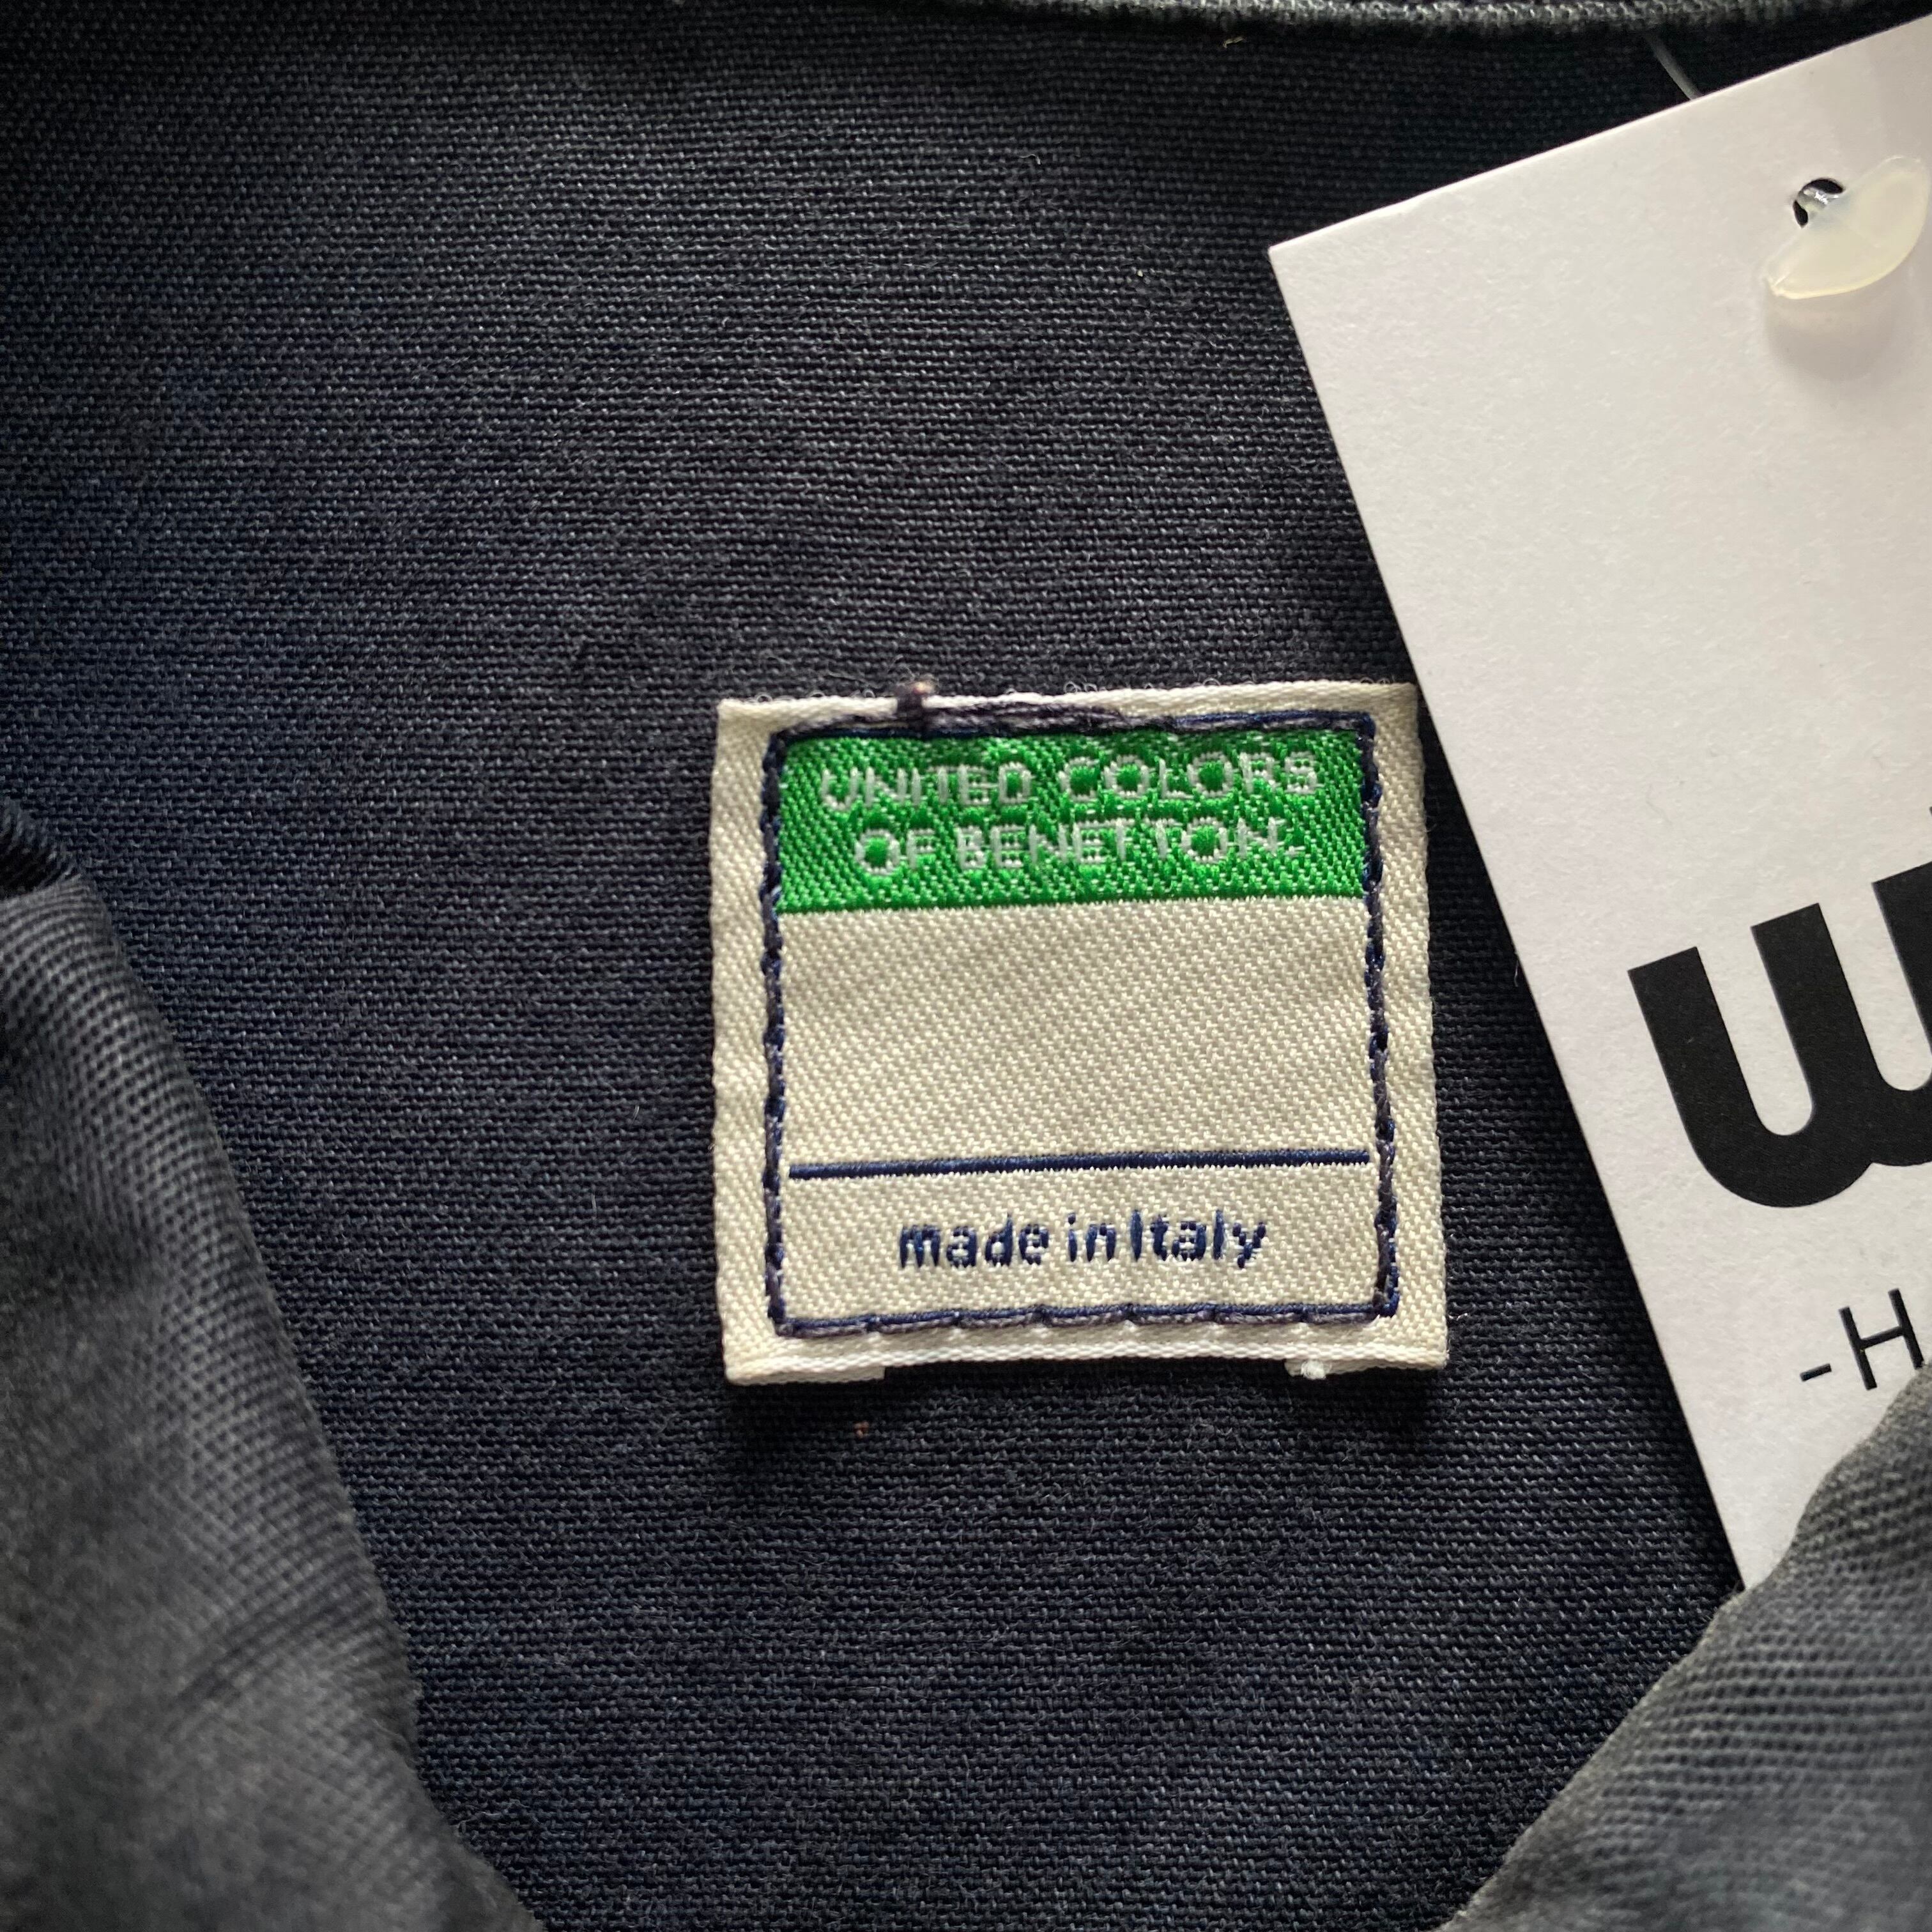 UNITED COLORS
OF BENETTON.
made in Italy
-H